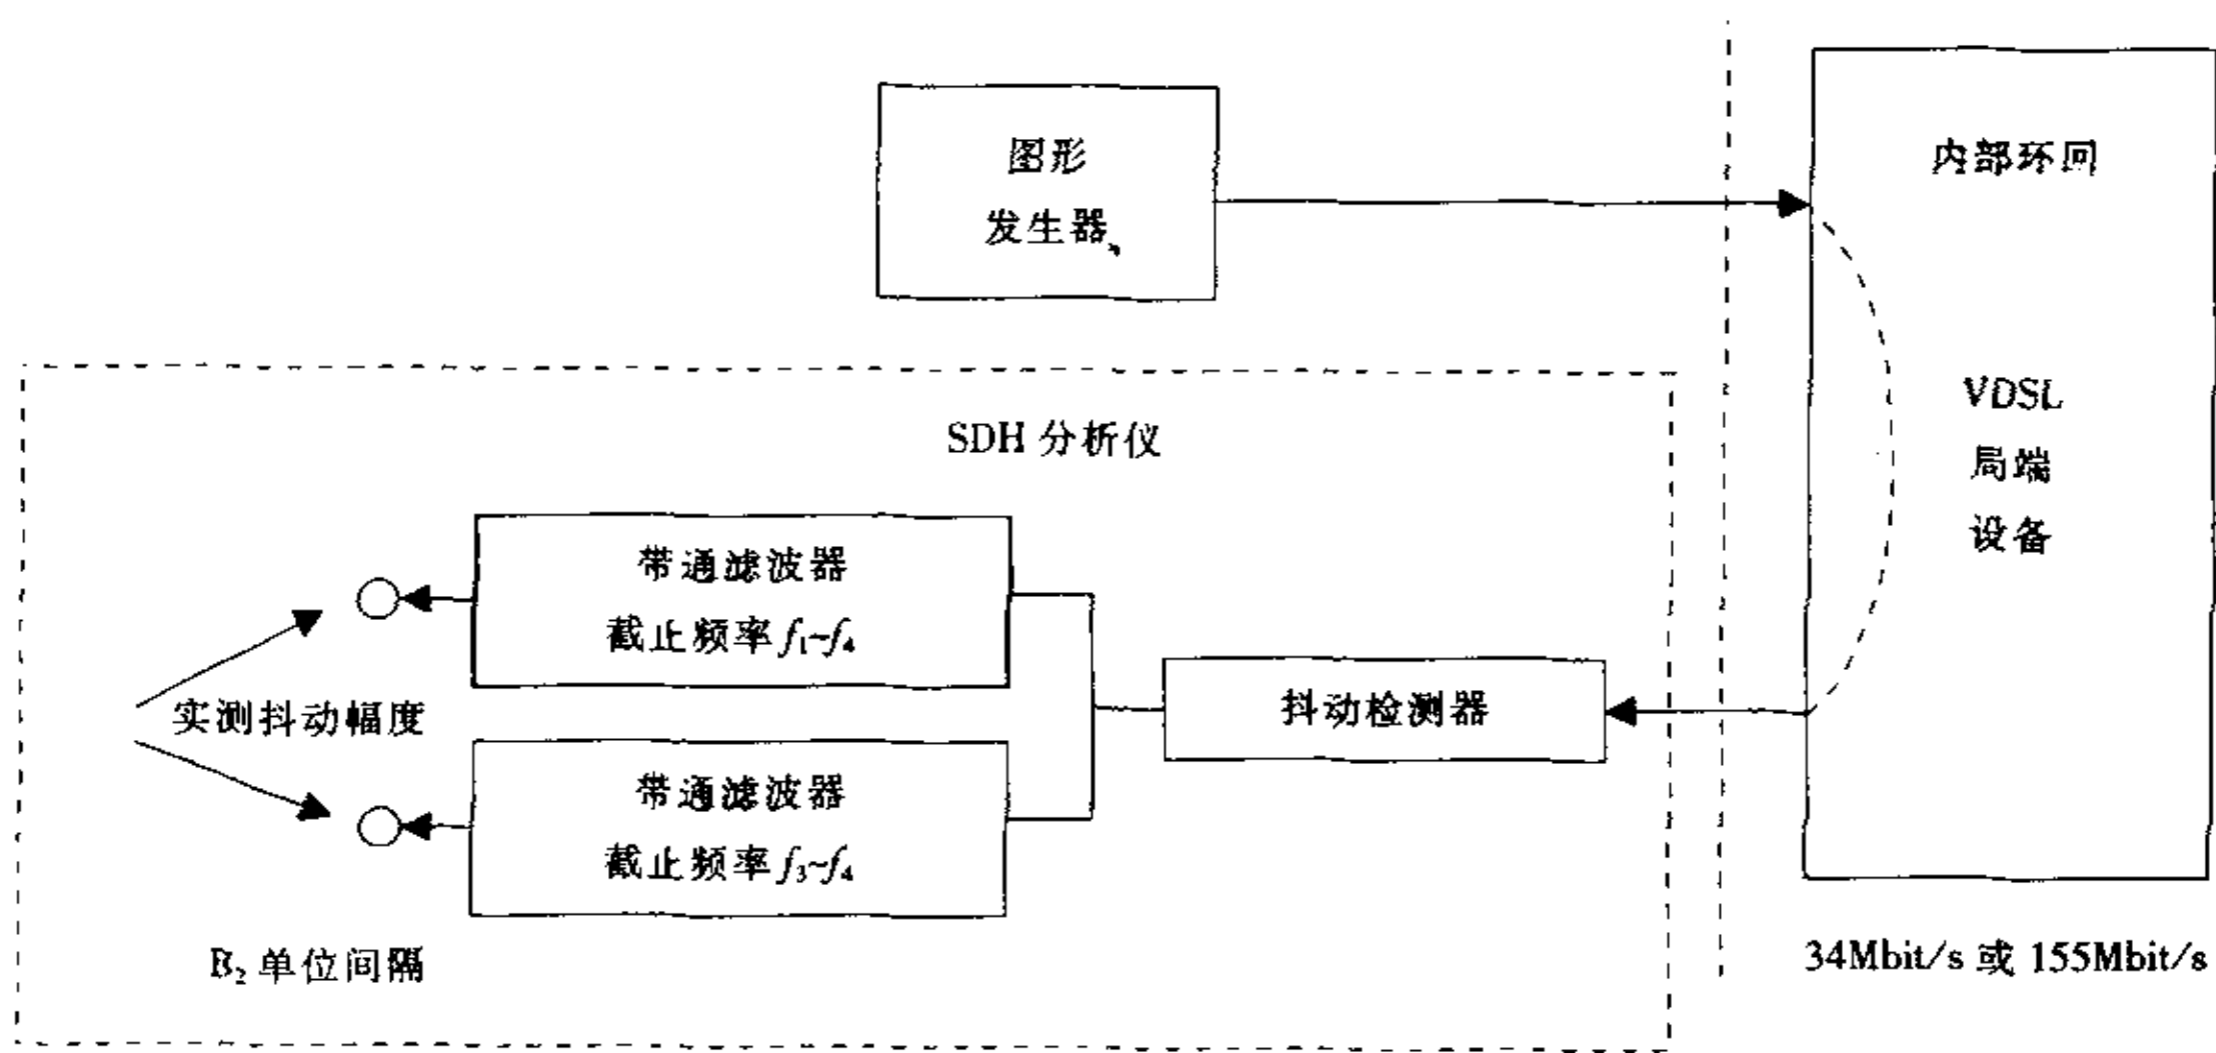 图形
发生器
内部环回
SDH 分析仪
VDSL
局端
设备
带通滤波器
截止频率 f₁~f₄
实测抖动幅度
抖动检测器
带通滤波器
截止频率 f₃~f₄
B₂ 单位间隔
34Mbit/s 或 155Mbit/s